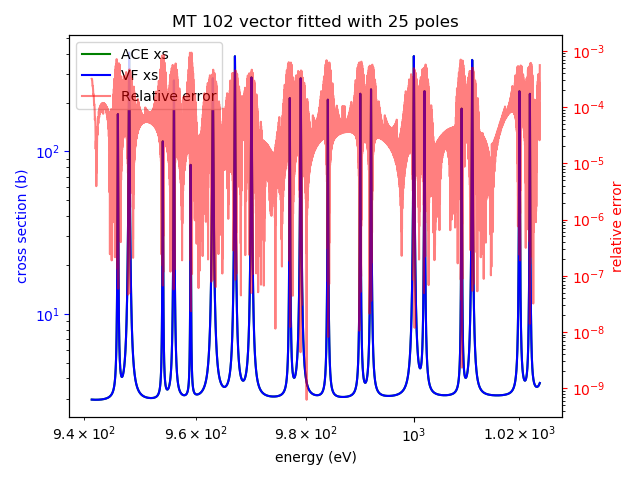 MT 102 vector fitted with 25 poles
ACE xs
VF xs
Relative error
cross section (b)
10²
10¹
relative error
10⁻³
10⁻⁴
10⁻⁵
10⁻⁶
10⁻⁷
10⁻⁸
10⁻⁹
9.4 × 10² 9.6 × 10² 9.8 × 10² 10³ 1.02 × 10³
energy (eV)